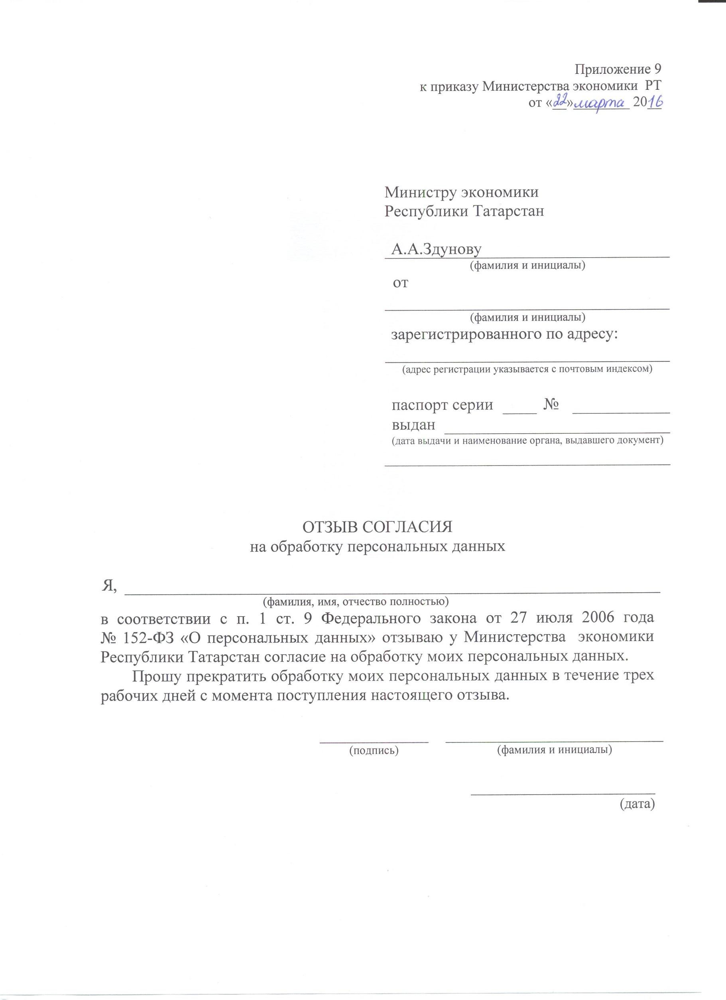 Приложение 9
к приказу Министерства экономики РТ
от «22» марта 2016
Министру экономики
Республики Татарстан
А.А.Здунову
(фамилия и инициалы)
от
(фамилия и инициалы)
зарегистрированного по адресу:
(адрес регистрации указывается с почтовым индексом)
паспорт серии ____ № ____
выдан ____
(дата выдачи и наименование органа, выдавшего документ)
ОТЗЫВ СОГЛАСИЯ
на обработку персональных данных
Я, ____
(фамилия, имя, отчество полностью)
в соответствии с п. 1 ст. 9 Федерального закона от 27 июля 2006 года
№ 152-ФЗ «О персональных данных» отзываю у Министерства экономики
Республики Татарстан согласие на обработку моих персональных данных.
Прошу прекратить обработку моих персональных данных в течение трех
рабочих дней с момента поступления настоящего отзыва.
(подпись) (фамилия и инициалы)
(дата)